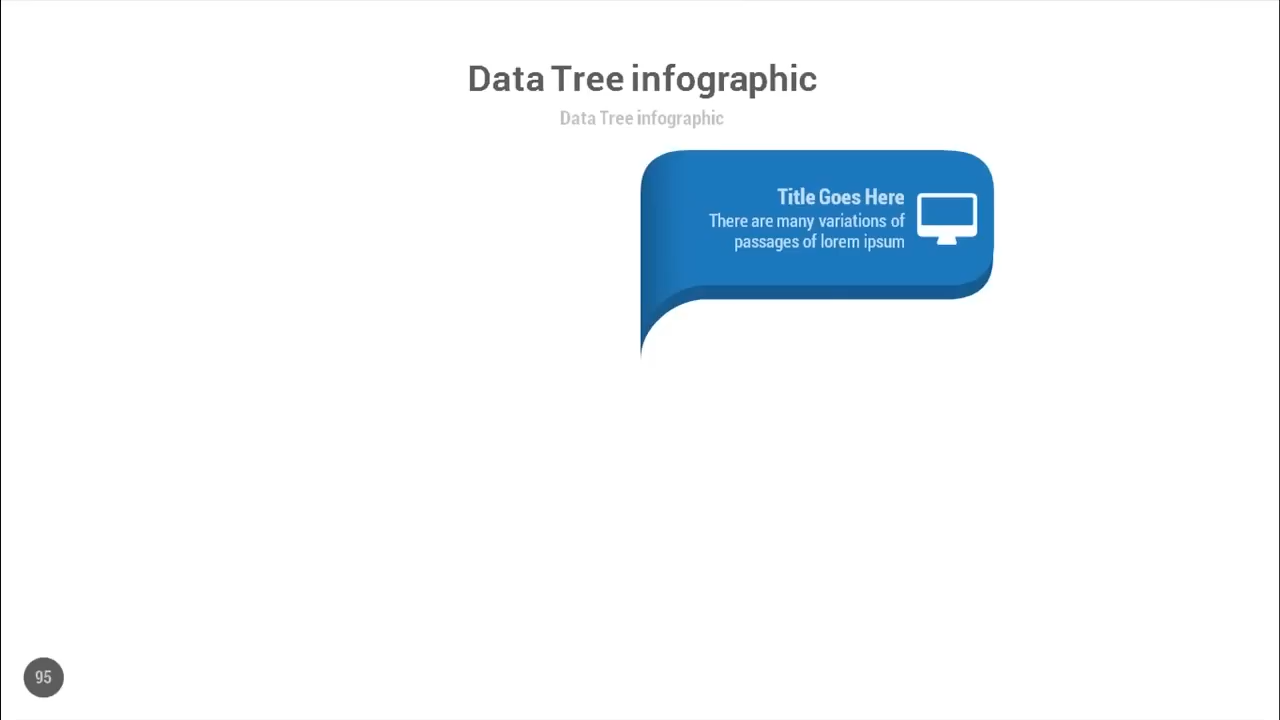 Data Tree infographic
Data Tree infographic
Title Goes Here
There are many variations of
passages of lorem ipsum
95